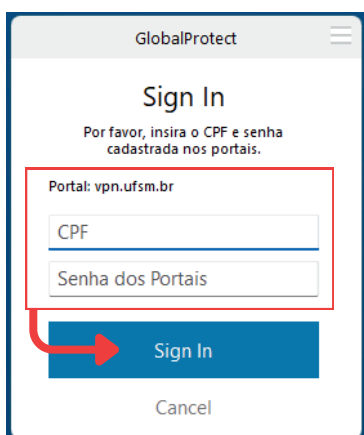 GlobalProtect
Sign In
Por favor, insira o CPF e senha
cadastrada nos portais.
Portal: vpn.ufsm.br
CPF
Senha dos Portais
Sign In
Cancel